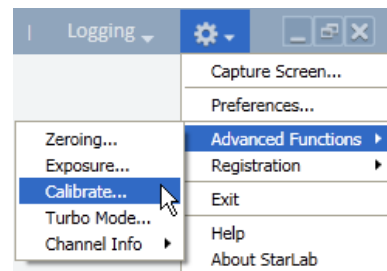 Logging
Capture Screen...
Preferences...
Advanced Functions
Registration
Exit
Help
About StarLab
Zeroing...
Exposure...
Calibrate...
Turbo Mode...
Channel Info